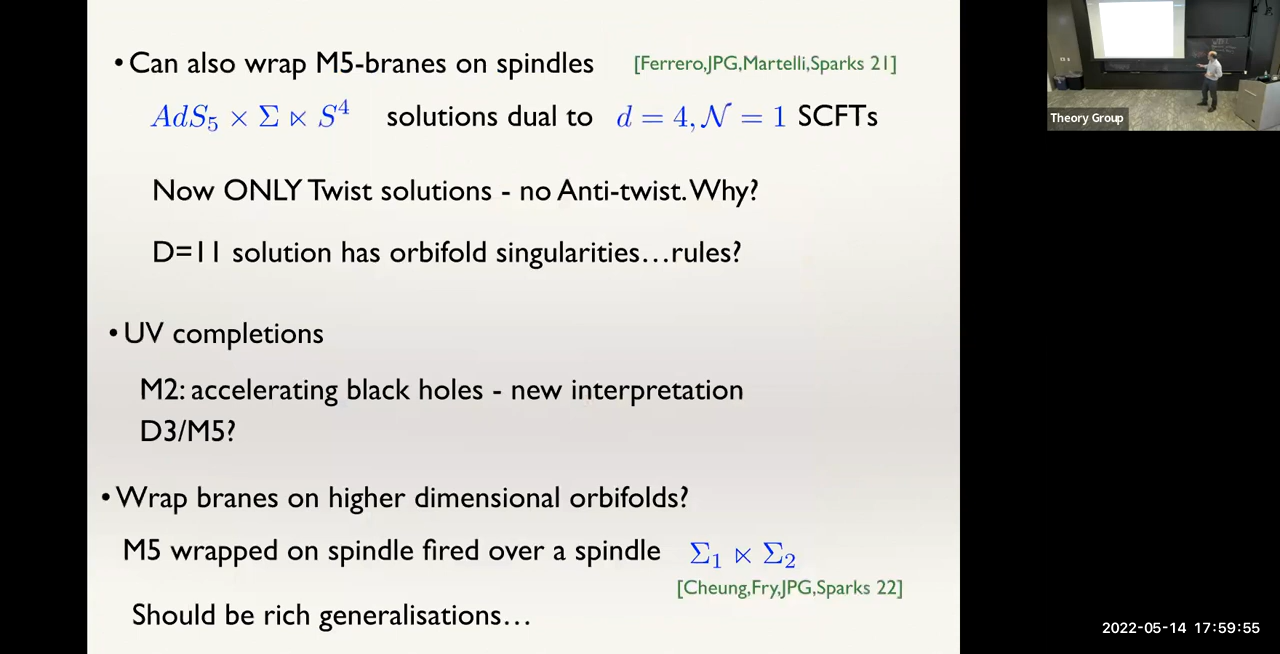 • Can also wrap M5-branes on spindles [Ferrero,JPG,Martelli,Sparks 21]
AdS₅ × Σ ⋉ S⁴ solutions dual to d = 4, 𝒩 = 1 SCFTs
Now ONLY Twist solutions - no Anti-twist. Why?
D=11 solution has orbifold singularities…rules?
• UV completions
M2: accelerating black holes - new interpretation
D3/M5?
• Wrap branes on higher dimensional orbifolds?
M5 wrapped on spindle fired over a spindle Σ₁ ⋉ Σ₂
[Cheung,Fry,JPG,Sparks 22]
Should be rich generalisations…
Theory Group
2022-05-14 17:59:55